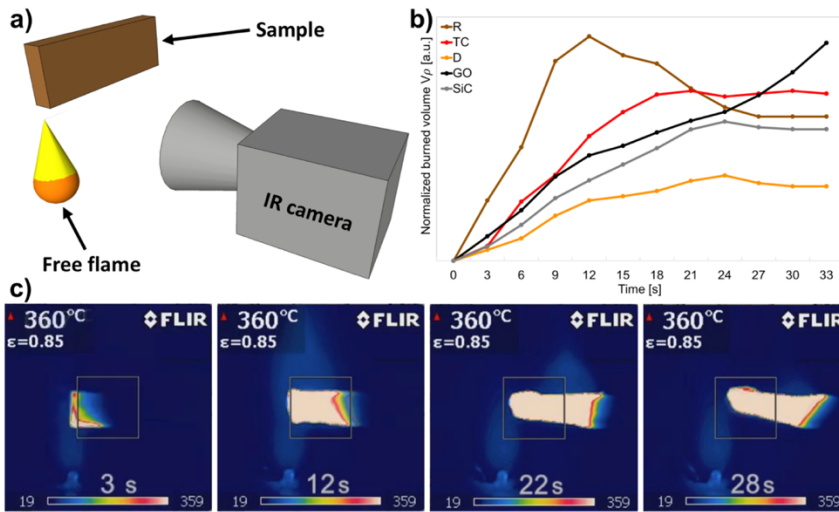 a)
Sample
IR camera
Free flame
b)
Normalized burned volume Vρ [a.u.]
R
TC
D
GO
SiC
0 3 6 9 12 15 18 21 24 27 30 33
Time [s]
c)
360°C ◆FLIR
ε=0.85
3 s
19 359
360°C ◆FLIR
ε=0.85
12 s
19 359
360°C ◆FLIR
ε=0.85
22 s
19 359
360°C ◆FLIR
ε=0.85
28 s
19 359